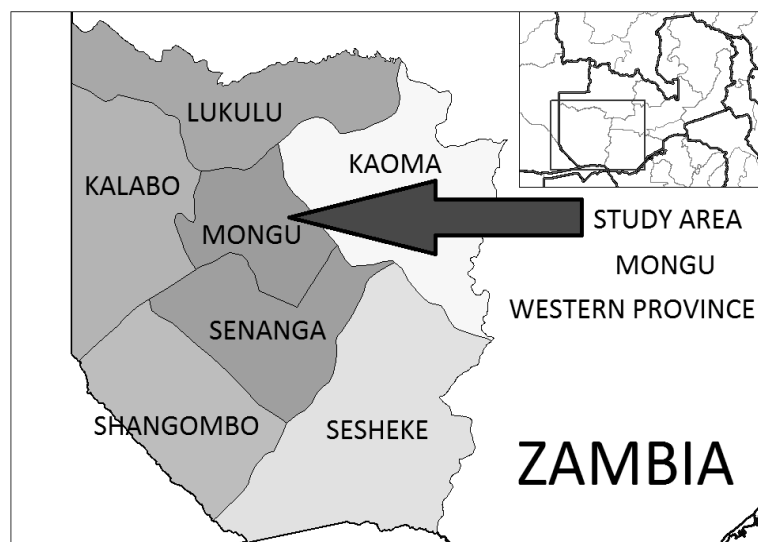 LUKULU
KAOMA
KALABO
STUDY AREA
MONGU
MONGU
WESTERN PROVINCE
SENANGA
SHANGOMBO
SESHEKE
ZAMBIA